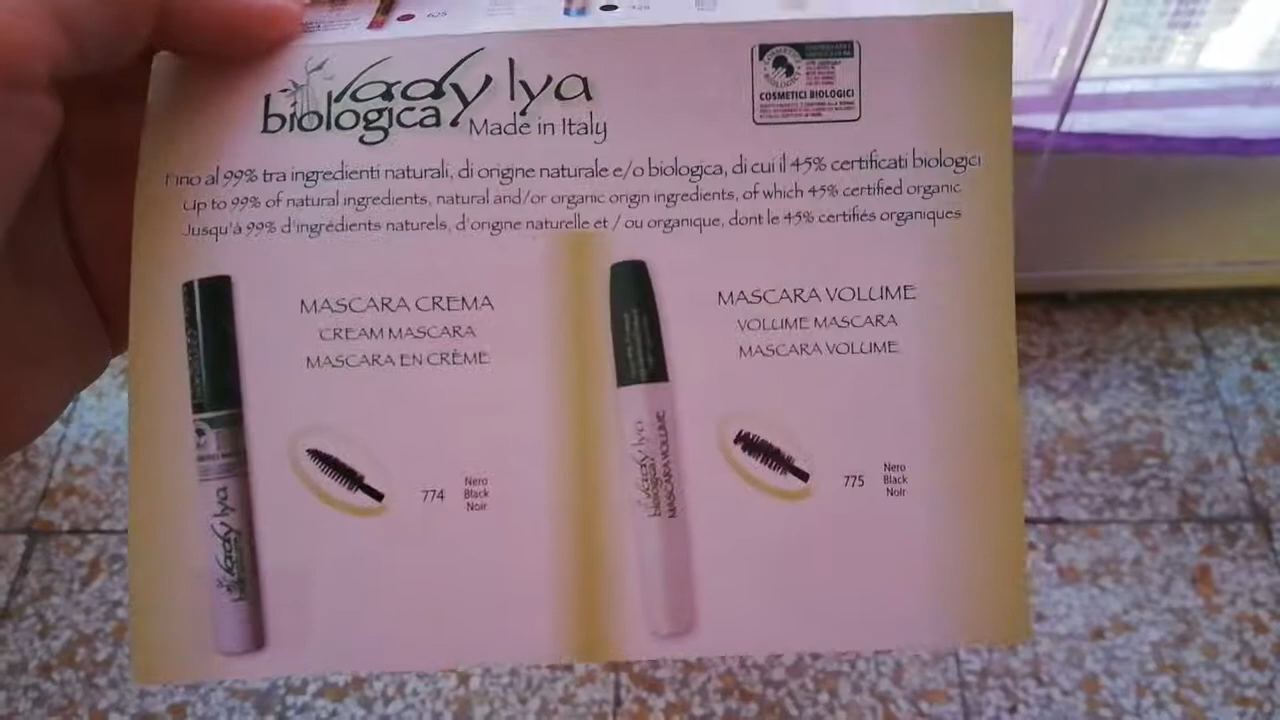 625
lady lya
biologica
Made in Italy
COSMETICI BIOLOGICI
Fino al 99% tra ingredienti naturali, di origine naturale e/o biologica, di cui il 45% certificati biologici
Up to 99% of natural ingredients, natural and/or organic origin ingredients, of which 45% certified organic
Jusqu'à 99% d'ingrédients naturels, d'origine naturelle et / ou organique, dont le 45% certifiés organiques
MASCARA CREMA
CREAM MASCARA
MASCARA EN CRÈME
774
Nero
Black
Noir
lady lya
MASCARA VOLUME
VOLUME MASCARA
MASCARA VOLUME
775
Nero
Black
Noir
lady lya
biologica
MASCARA VOLUME